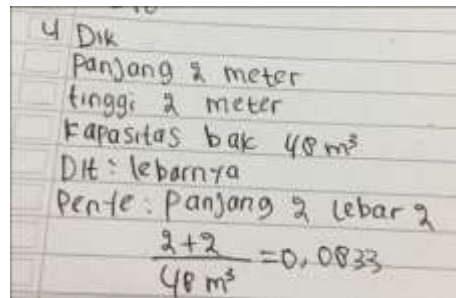 4 Dik
Panjang 2 meter
tinggi 2 meter
Kapasitas bak 48 m³
Dit : lebarnya
Penye : Panjang 2 lebar 2
2+2
48 m³ = 0,0833